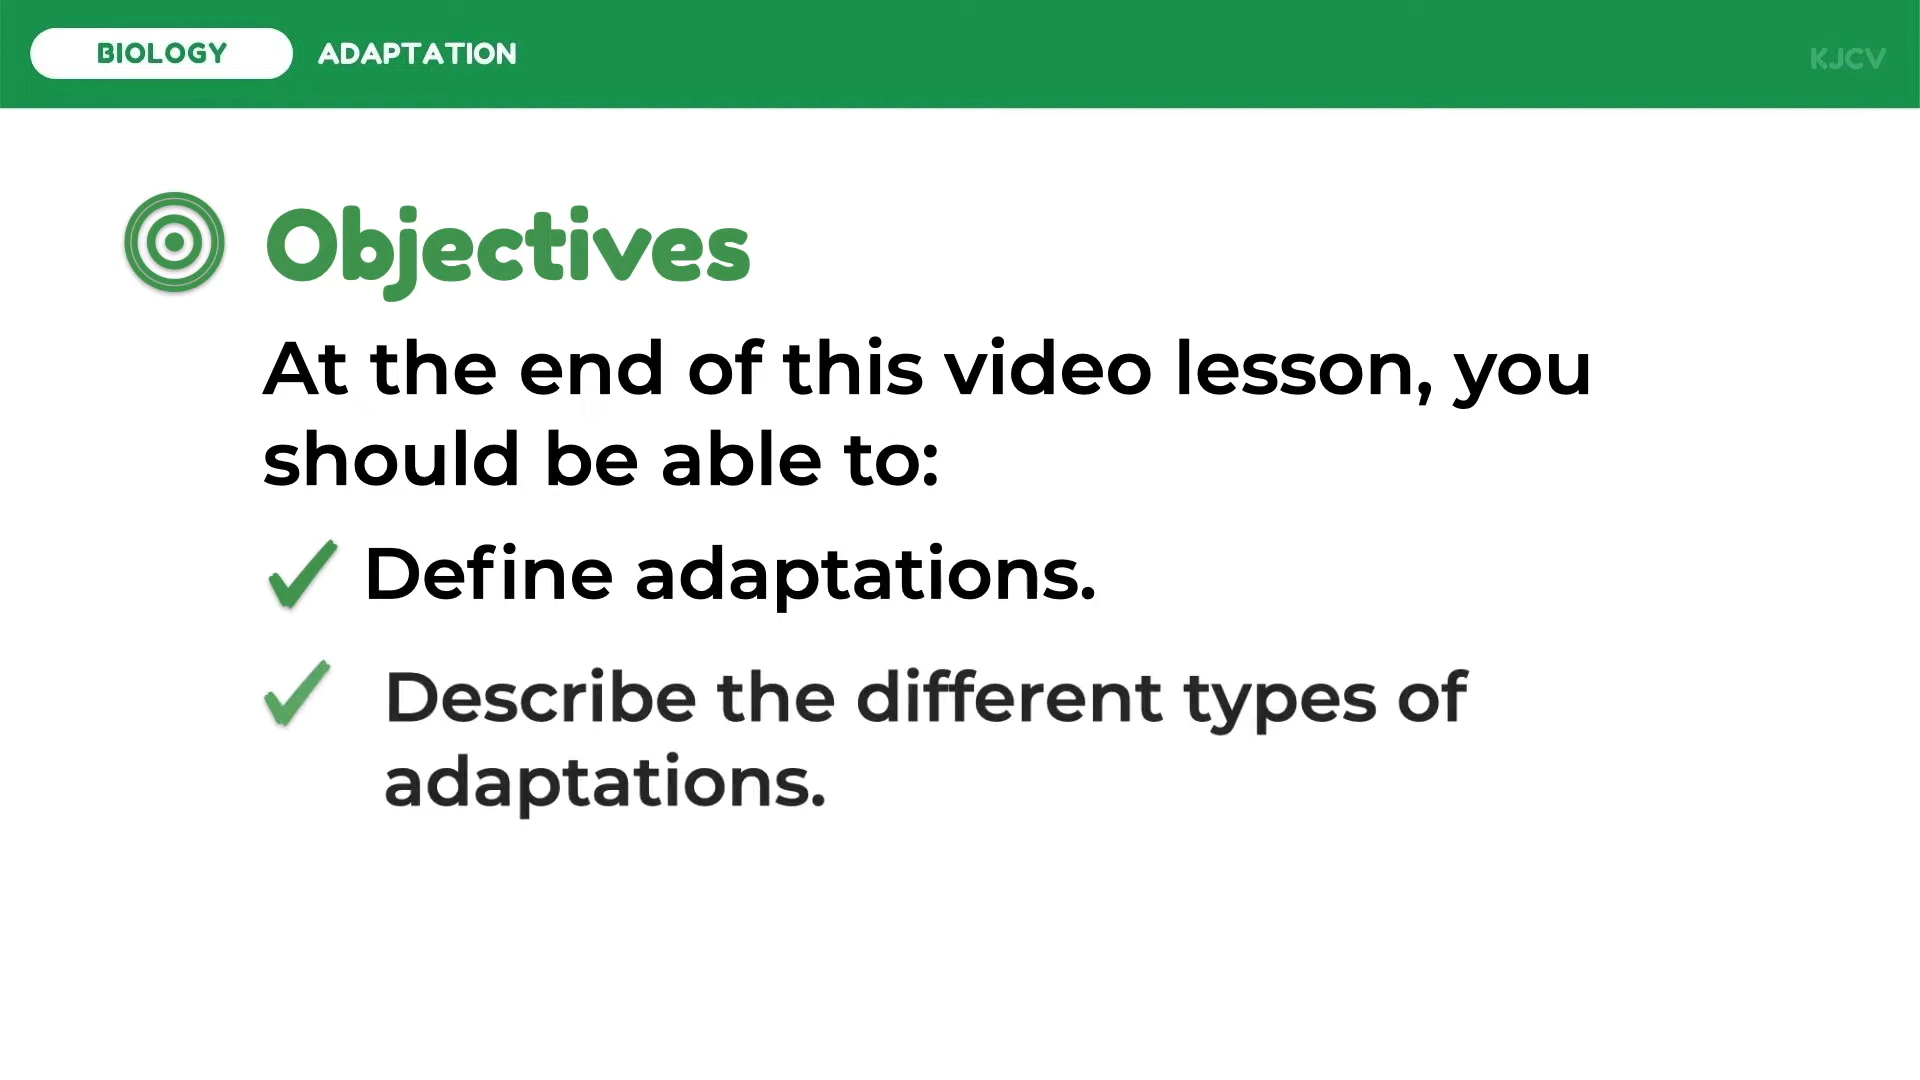 BIOLOGY ADAPTATION KJCV
Objectives
At the end of this video lesson, you
should be able to:
Define adaptations.
Describe the different types of
adaptations.